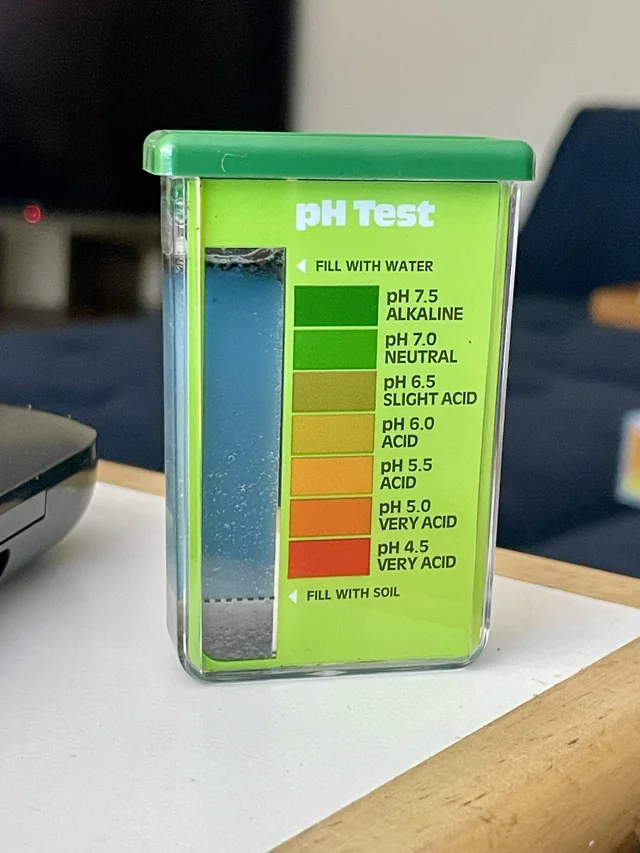 pH Test
FILL WITH WATER
pH 7.5
ALKALINE
pH 7.0
NEUTRAL
pH 6.5
SLIGHT ACID
pH 6.0
ACID
pH 5.5
ACID
pH 5.0
VERY ACID
pH 4.5
VERY ACID
FILL WITH SOIL